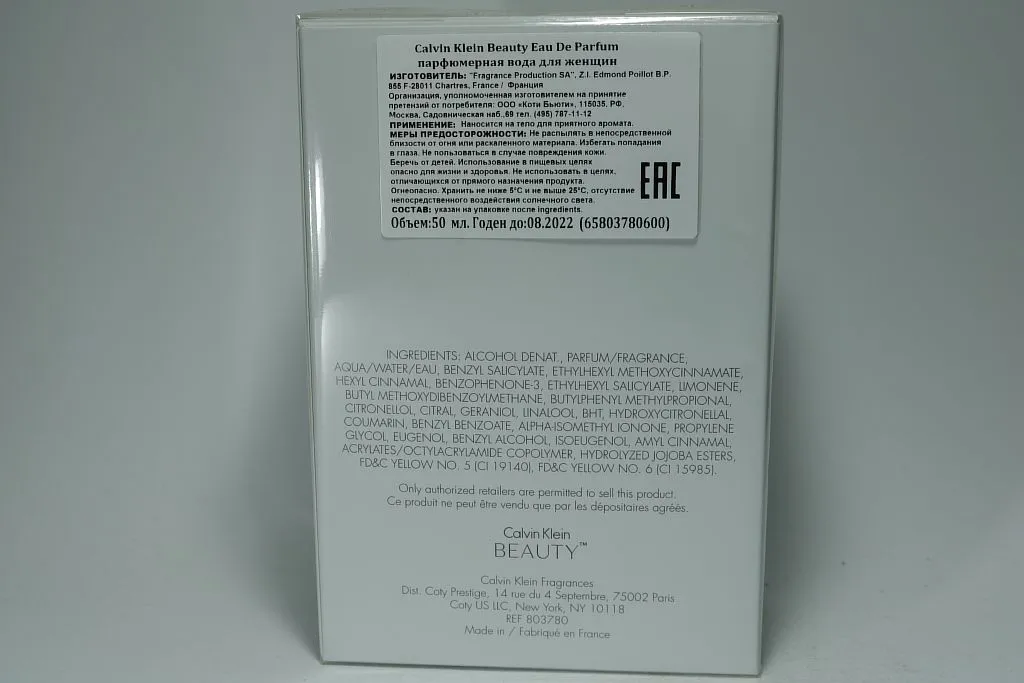 Calvin Klein Beauty Eau De Parfum
парфюмерная вода для женщин
ИЗГОТОВИТЕЛЬ: "Fragrance Production SA", Z.I. Edmond Poillot B.P.
855 F-28011 Chartres, France / Франция
Организация, уполномоченная изготовителем на принятие
претензий от потребителя: ООО «Коти Бьюти», 115035, РФ,
Москва, Садовническая наб.,69 тел. (495) 787-11-12
ПРИМЕНЕНИЕ: Наносится на тело для приятного аромата.
МЕРЫ ПРЕДОСТОРОЖНОСТИ: Не распылять в непосредственной
близости от огня или раскаленного материала. Избегать попадания
в глаза. Не пользоваться в случае повреждения кожи.
Беречь от детей. Использование в пищевых целях
опасно для жизни и здоровья. Не использовать в целях,
отличающихся от прямого назначения продукта.
Огнеопасно. Хранить не ниже 5°С и не выше 25°С, отсутствие
непосредственного воздействия солнечного света.
СОСТАВ: указан на упаковке после ingredients.
Объем:50 мл. Годен до:08.2022 (65803780600)
EAC
INGREDIENTS: ALCOHOL DENAT., PARFUM/FRAGRANCE,
AQUA/WATER/EAU, BENZYL SALICYLATE, ETHYLHEXYL METHOXYCINNAMATE,
HEXYL CINNAMAL, BENZOPHENONE-3, ETHYLHEXYL SALICYLATE, LIMONENE,
BUTYL METHOXYDIBENZOYLMETHANE, BUTYLPHENYL METHYLPROPIONAL,
CITRONELLOL, CITRAL, GERANIOL, LINALOOL, BHT, HYDROXYCITRONELLAL,
COUMARIN, BENZYL BENZOATE, ALPHA-ISOMETHYL IONONE, PROPYLENE
GLYCOL, EUGENOL, BENZYL ALCOHOL, ISOEUGENOL, AMYL CINNAMAL,
ACRYLATES/OCTYLACRYLAMIDE COPOLYMER, HYDROLYZED JOJOBA ESTERS,
FD&C YELLOW NO. 5 (CI 19140), FD&C YELLOW NO. 6 (CI 15985).
Only authorized retailers are permitted to sell this product.
Ce produit ne peut être vendu que par les dépositaires agréés.
Calvin Klein
BEAUTY™
Calvin Klein Fragrances
Dist. Coty Prestige, 14 rue du 4 Septembre, 75002 Paris
Coty US LLC, New York, NY 10118
REF 803780
Made in / Fabriqué en France